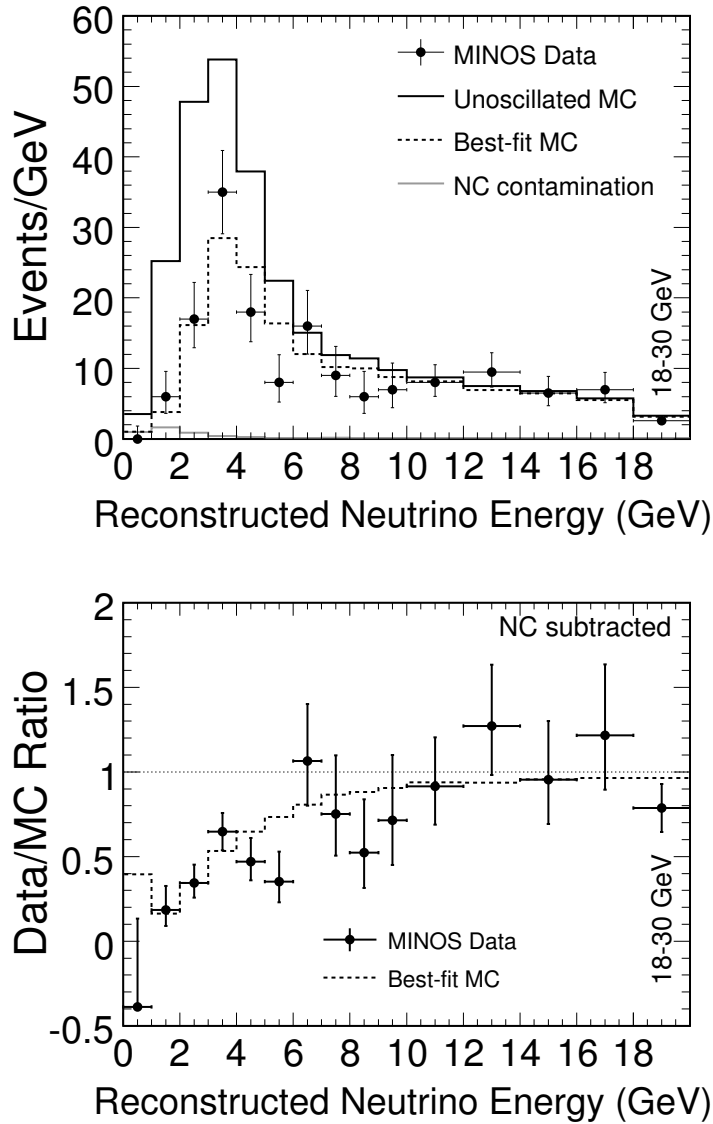 60
50
40
30
20
10
0
Events/GeV
MINOS Data
Unoscillated MC
Best-fit MC
NC contamination
18-30 GeV
0 2 4 6 8 10 12 14 16 18
Reconstructed Neutrino Energy (GeV)
2
1.5
1
0.5
0
-0.5
Data/MC Ratio
NC subtracted
MINOS Data
Best-fit MC
18-30 GeV
0 2 4 6 8 10 12 14 16 18
Reconstructed Neutrino Energy (GeV)